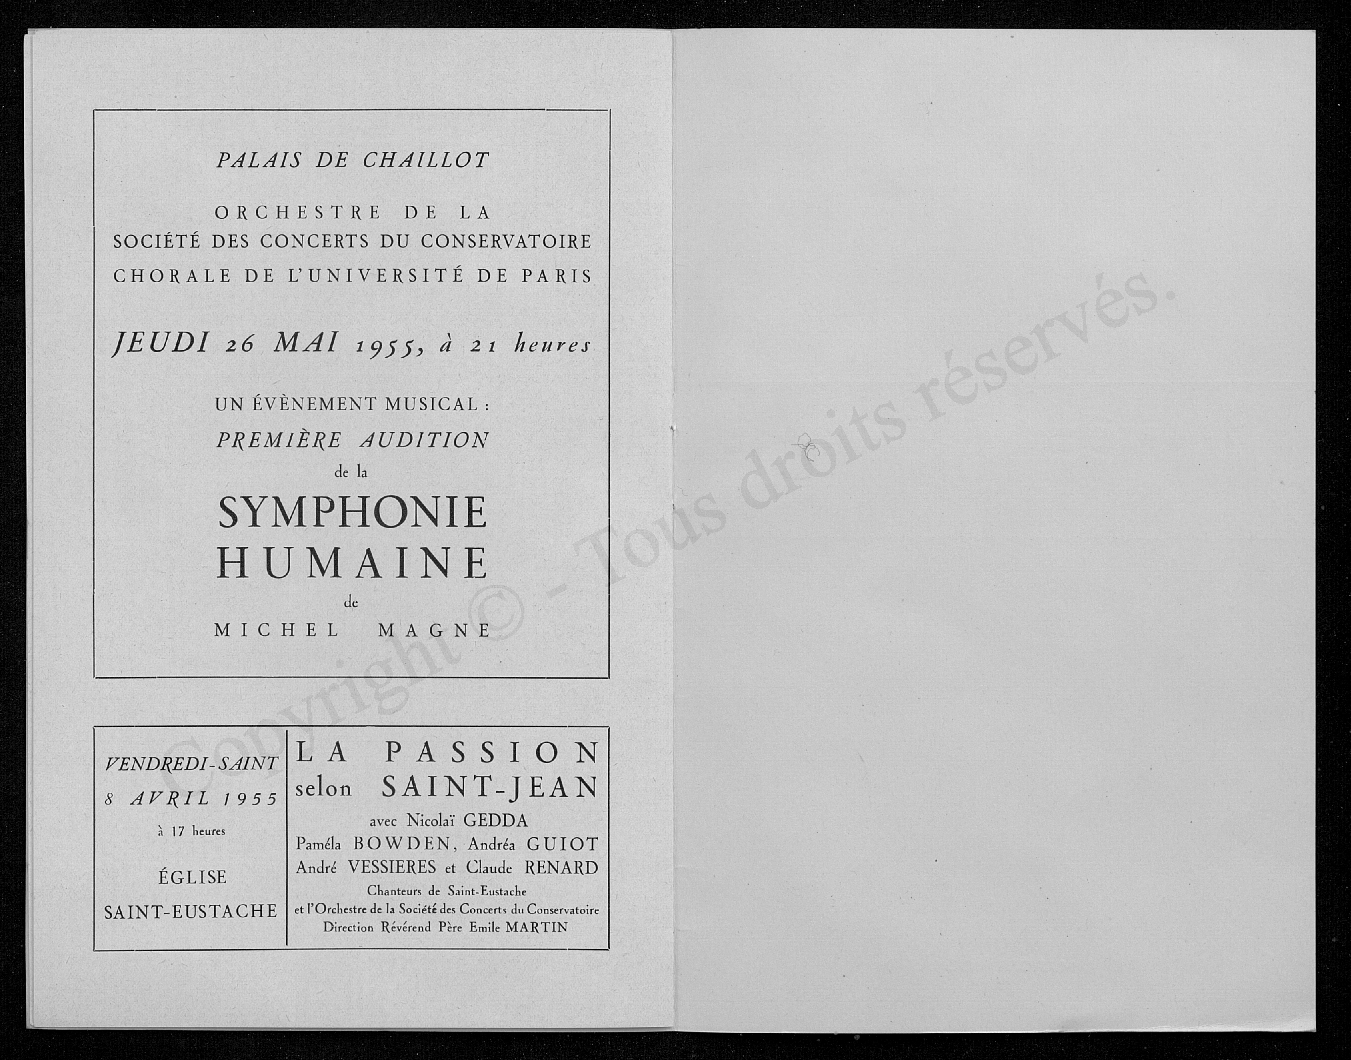 PALAIS DE CHAILLOT
ORCHESTRE DE LA
SOCIÉTÉ DES CONCERTS DU CONSERVATOIRE
CHORALE DE L'UNIVERSITÉ DE PARIS
JEUDI 26 MAI 1955, à 21 heures
UN ÉVÈNEMENT MUSICAL :
PREMIÈRE AUDITION
de la
SYMPHONIE
HUMAINE
de
MICHEL MAGNE
VENDREDI-SAINT
8 AVRIL 1955
à 17 heures
ÉGLISE
SAINT-EUSTACHE
LA PASSION
selon SAINT-JEAN
avec Nicolaï GEDDA
Paméla BOWDEN, Andréa GUIOT
André VESSIERES et Claude RENARD
Chanteurs de Saint-Eustache
et l'Orchestre de la Société des Concerts du Conservatoire
Direction Révérend Père Emile MARTIN
Copyright © - Tous droits réservés.